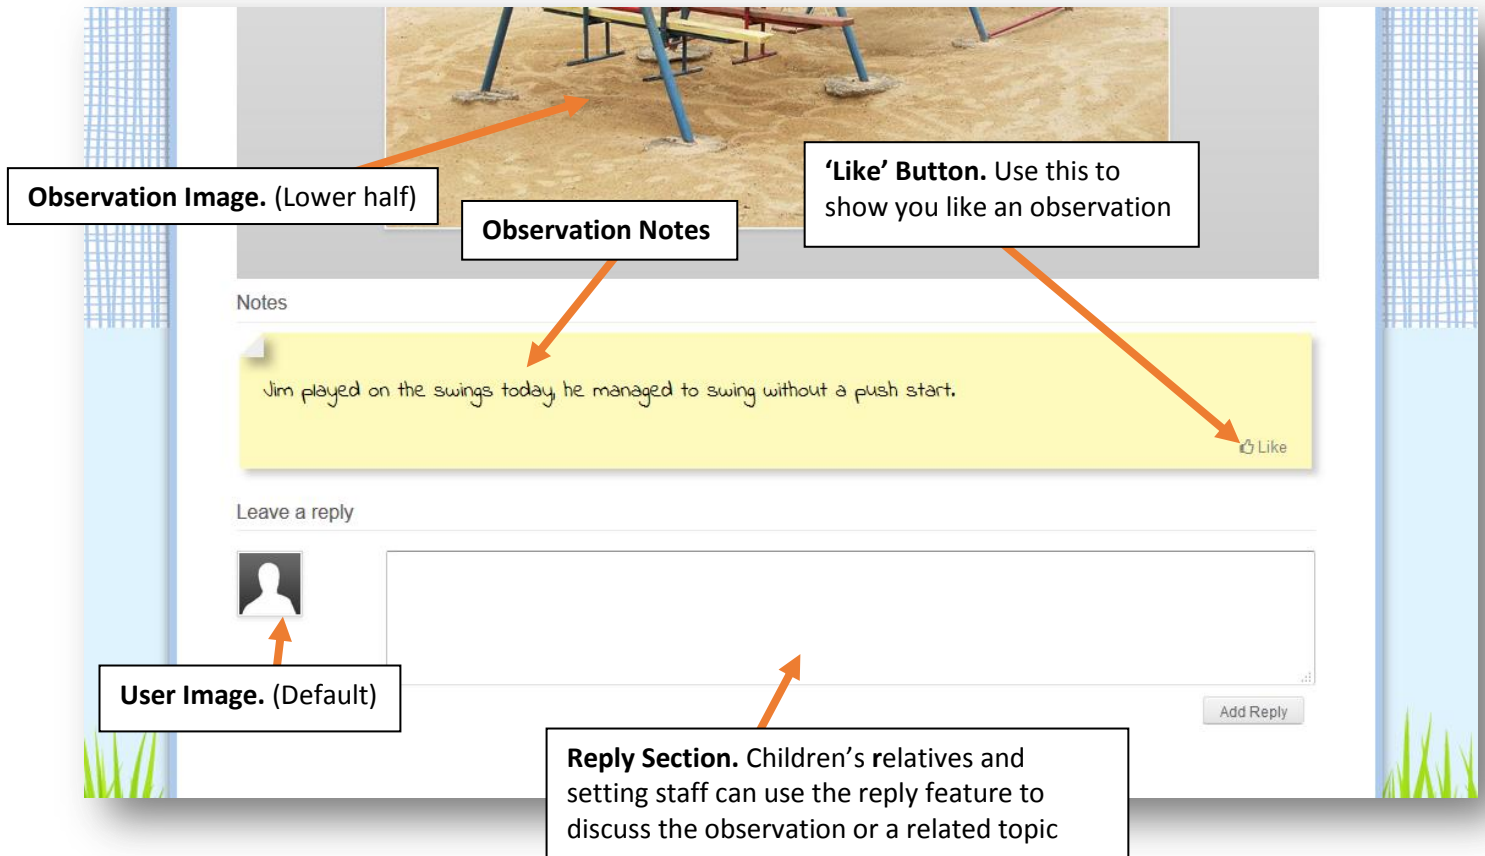 Observation Image. (Lower half)
‘Like’ Button. Use this to
show you like an observation
Observation Notes
Notes
Jim played on the swings today, he managed to swing without a push start.
Like
Leave a reply
User Image. (Default)
Add Reply
Reply Section. Children’s relatives and
setting staff can use the reply feature to
discuss the observation or a related topic